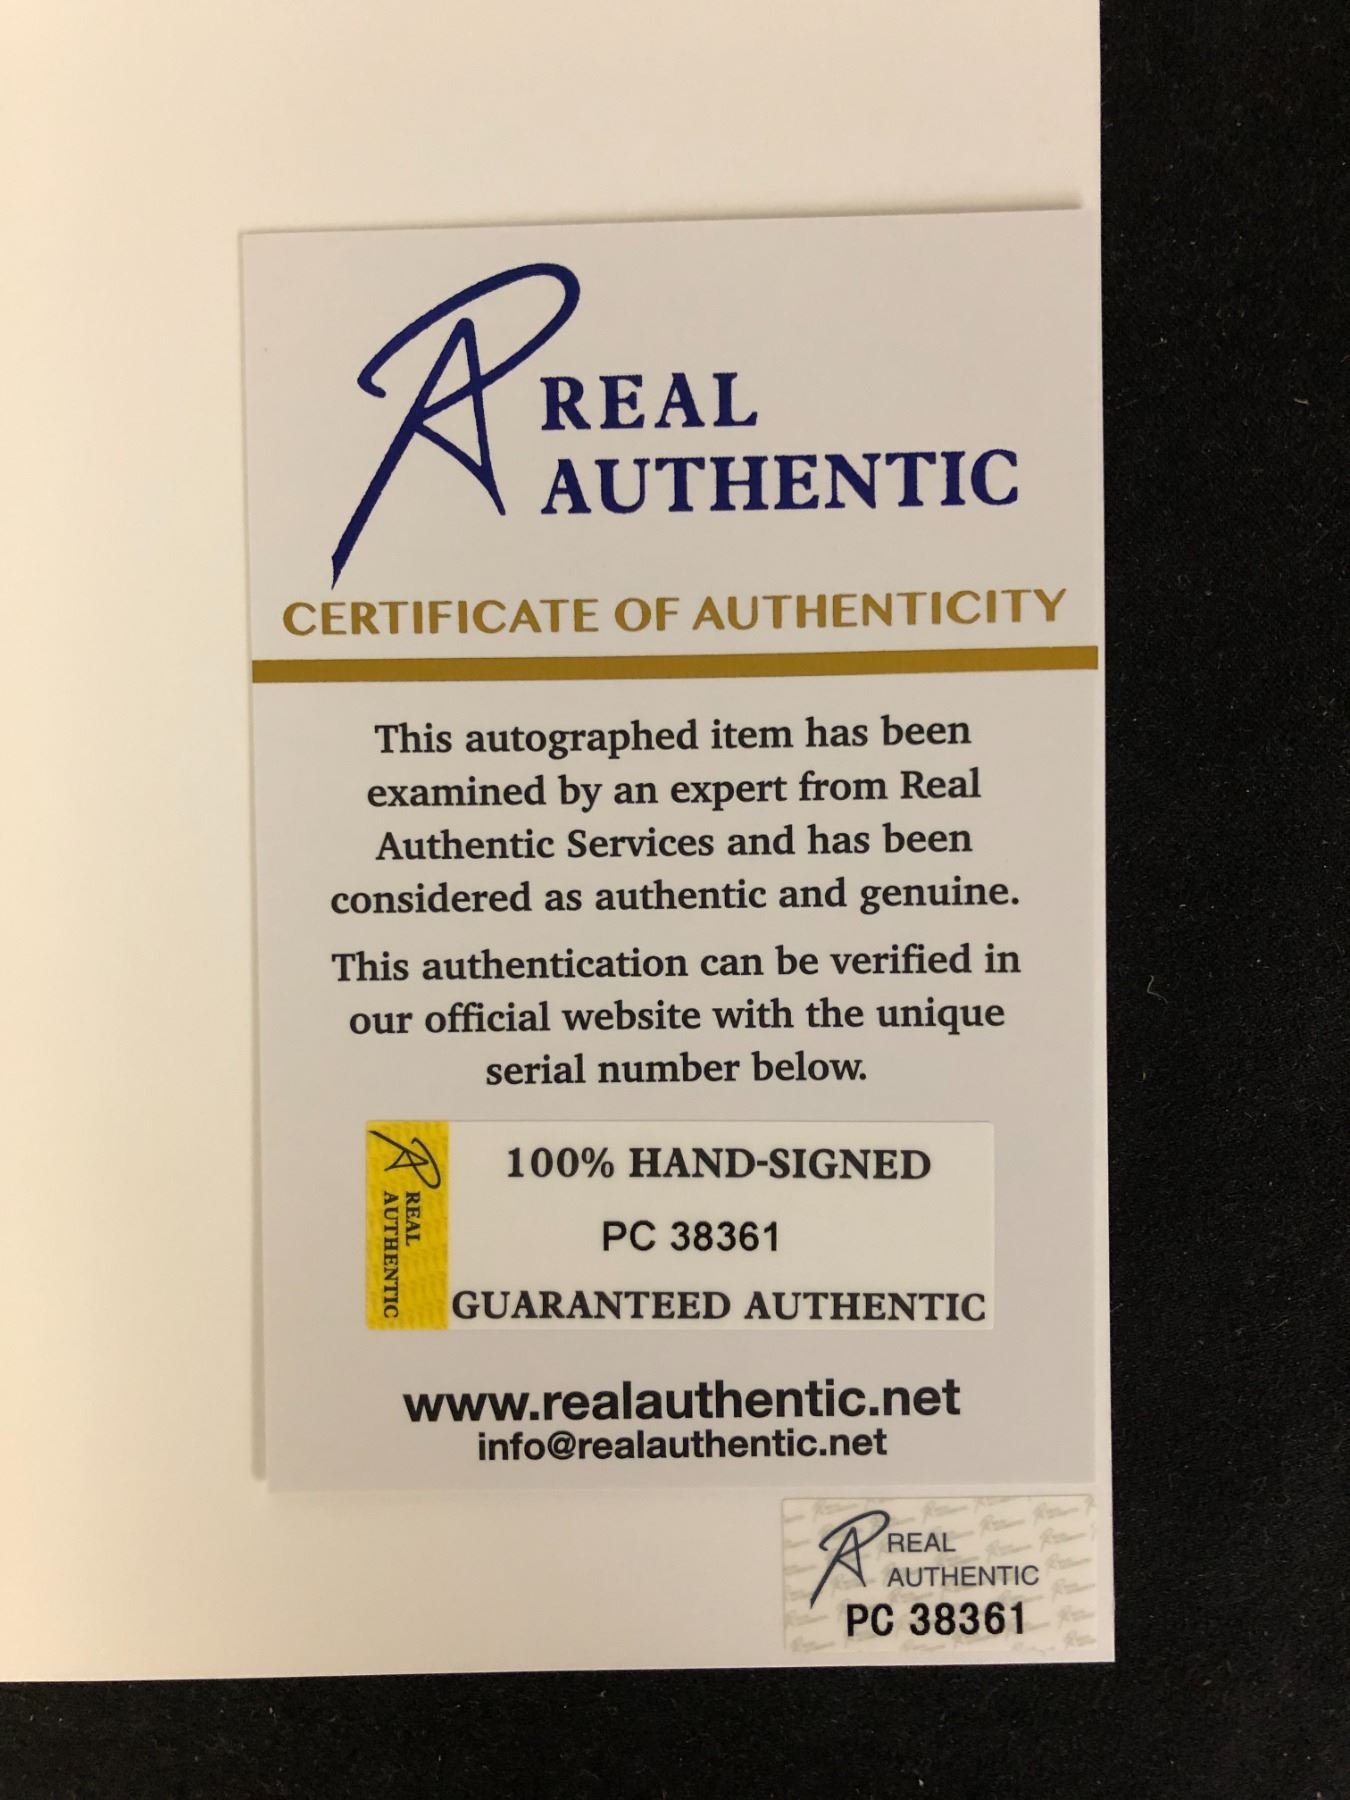 REAL
AUTHENTIC
CERTIFICATE OF AUTHENTICITY
This autographed item has been
examined by an expert from Real
Authentic Services and has been
considered as authentic and genuine.
This authentication can be verified in
our official website with the unique
serial number below.
REAL
AUTHENTIC
100% HAND-SIGNED
PC 38361
GUARANTEED AUTHENTIC
www.realauthentic.net
info@realauthentic.net
REAL
AUTHENTIC
PC 38361